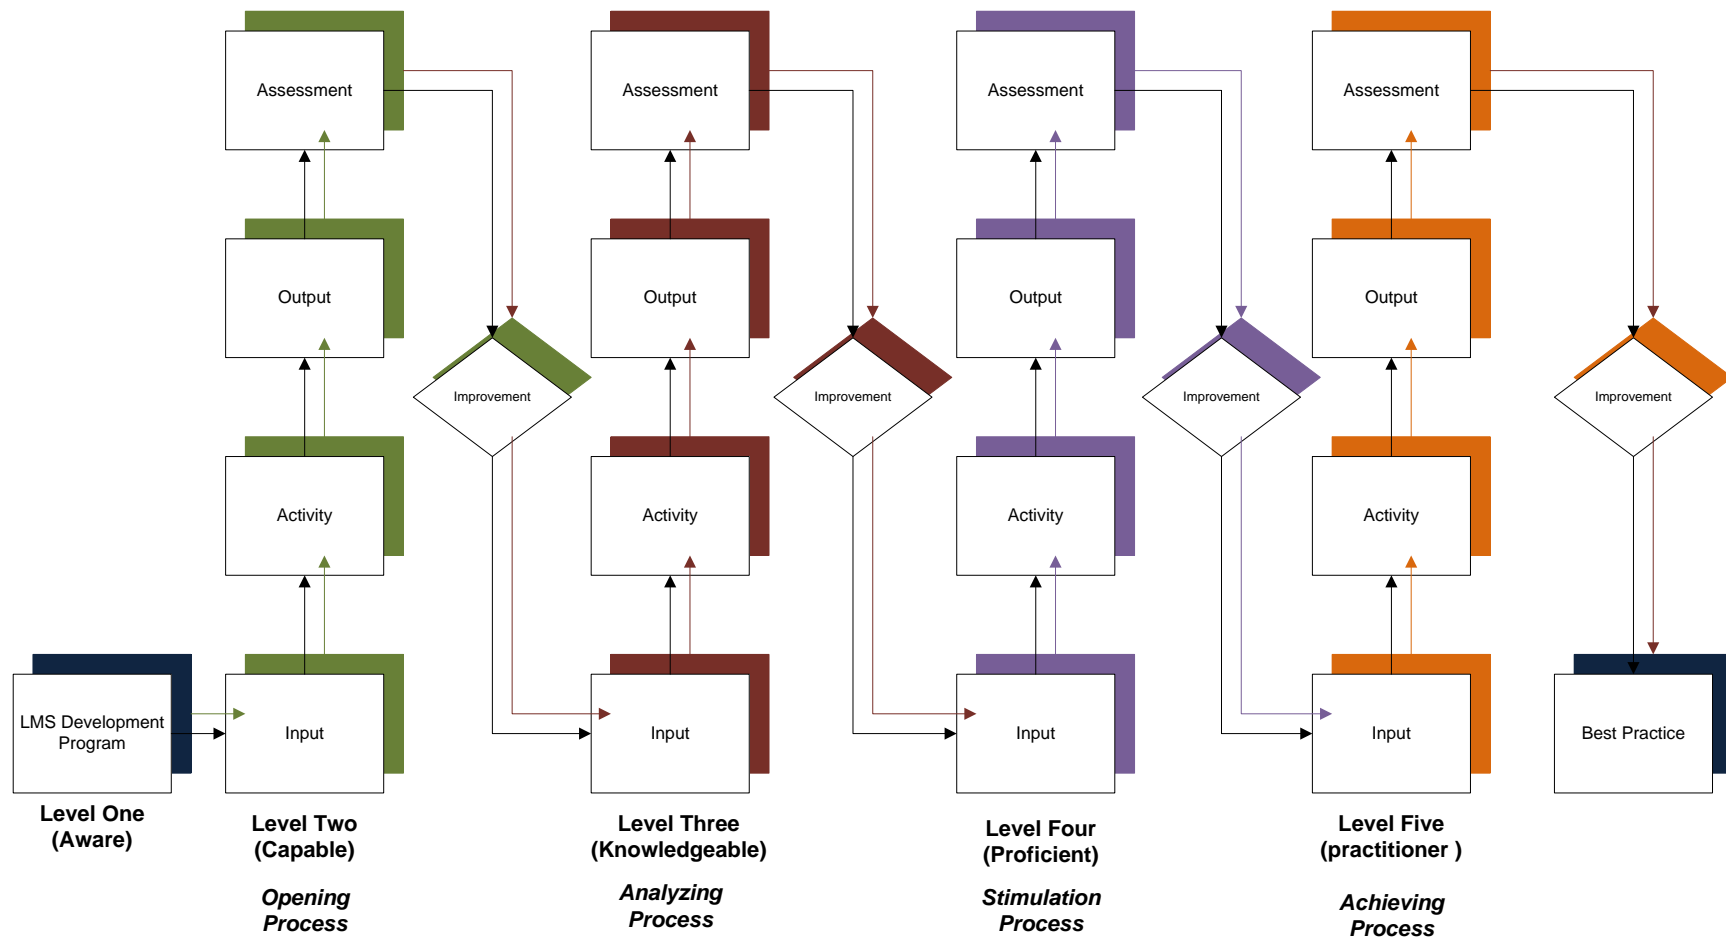 Assessment
Assessment
Assessment
Assessment
Output
Output
Output
Output
Improvement
Improvement
Improvement
Improvement
Activity
Activity
Activity
Activity
LMS Development
Program
Input
Input
Input
Input
Best Practice
Level One
(Aware)
Level Two
(Capable)
Level Three
(Knowledgeable)
Level Four
(Proficient)
Level Five
(practitioner )
Opening
Process
Analyzing
Process
Stimulation
Process
Achieving
Process